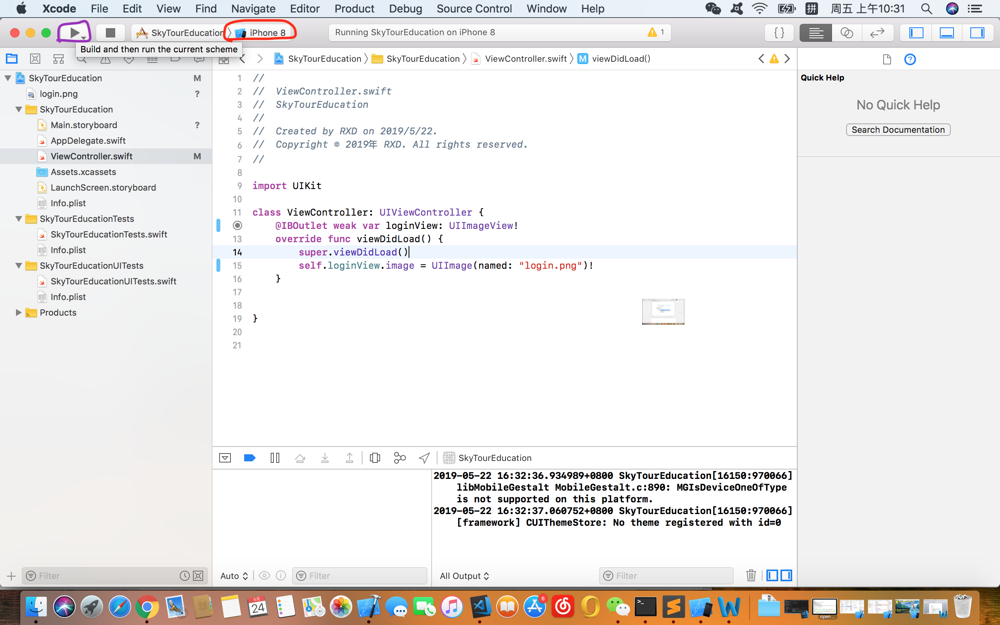 Xcode File Edit View Find Navigate Editor Product Debug Source Control Window Help 拼 周五 上午10:31
SkyTourEducation iPhone 8 Running SkyTourEducation on iPhone 8 1 { }
Build and then run the current scheme
SkyTourEducation SkyTourEducation ViewController.swift M viewDidLoad()
SkyTourEducation M
login.png ?
SkyTourEducation
Main.storyboard ?
AppDelegate.swift
ViewController.swift M
Assets.xcassets
LaunchScreen.storyboard
Info.plist
SkyTourEducationTests
SkyTourEducationTests.swift
Info.plist
SkyTourEducationUITests
SkyTourEducationUITests.swift
Info.plist
Products
Filter
1 //
2 // ViewController.swift
3 // SkyTourEducation
4 //
5 // Created by RXD on 2019/5/22.
6 // Copyright © 2019年 RXD. All rights reserved.
7 //
8
9 import UIKit
10
11 class ViewController: UIViewController {
@IBOutlet weak var loginView: UIImageView!
13 override func viewDidLoad() {
14 super.viewDidLoad()
15 self.loginView.image = UIImage(named: "login.png")!
16 }
17
18
19 }
20
21
Quick Help
No Quick Help
Search Documentation
SkyTourEducation
2019-05-22 16:32:36.934989+0800 SkyTourEducation[16150:970066]
libMobileGestalt MobileGestalt.c:890: MGIsDeviceOneOfType
is not supported on this platform.
2019-05-22 16:32:37.060752+0800 SkyTourEducation[16150:970066]
[framework] CUIThemeStore: No theme registered with id=0
Auto Filter
All Output Filter
5月
24
3D
6
>_
open ...